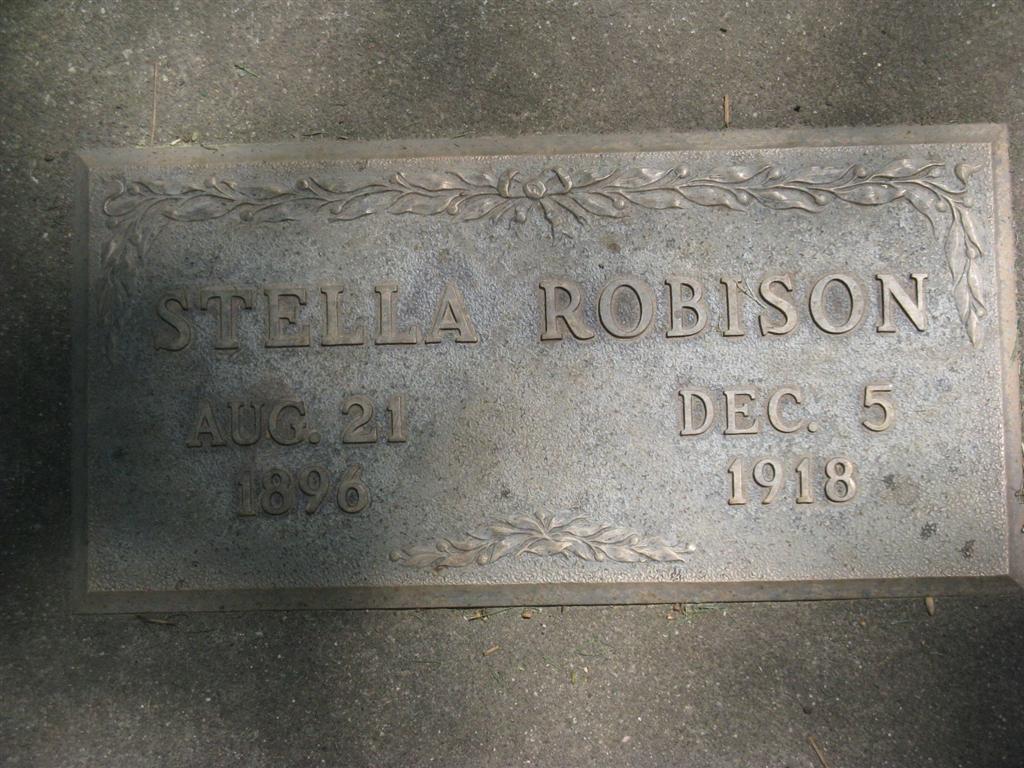 STELLA ROBISON
AUG. 21 DEC. 5
1896 1918